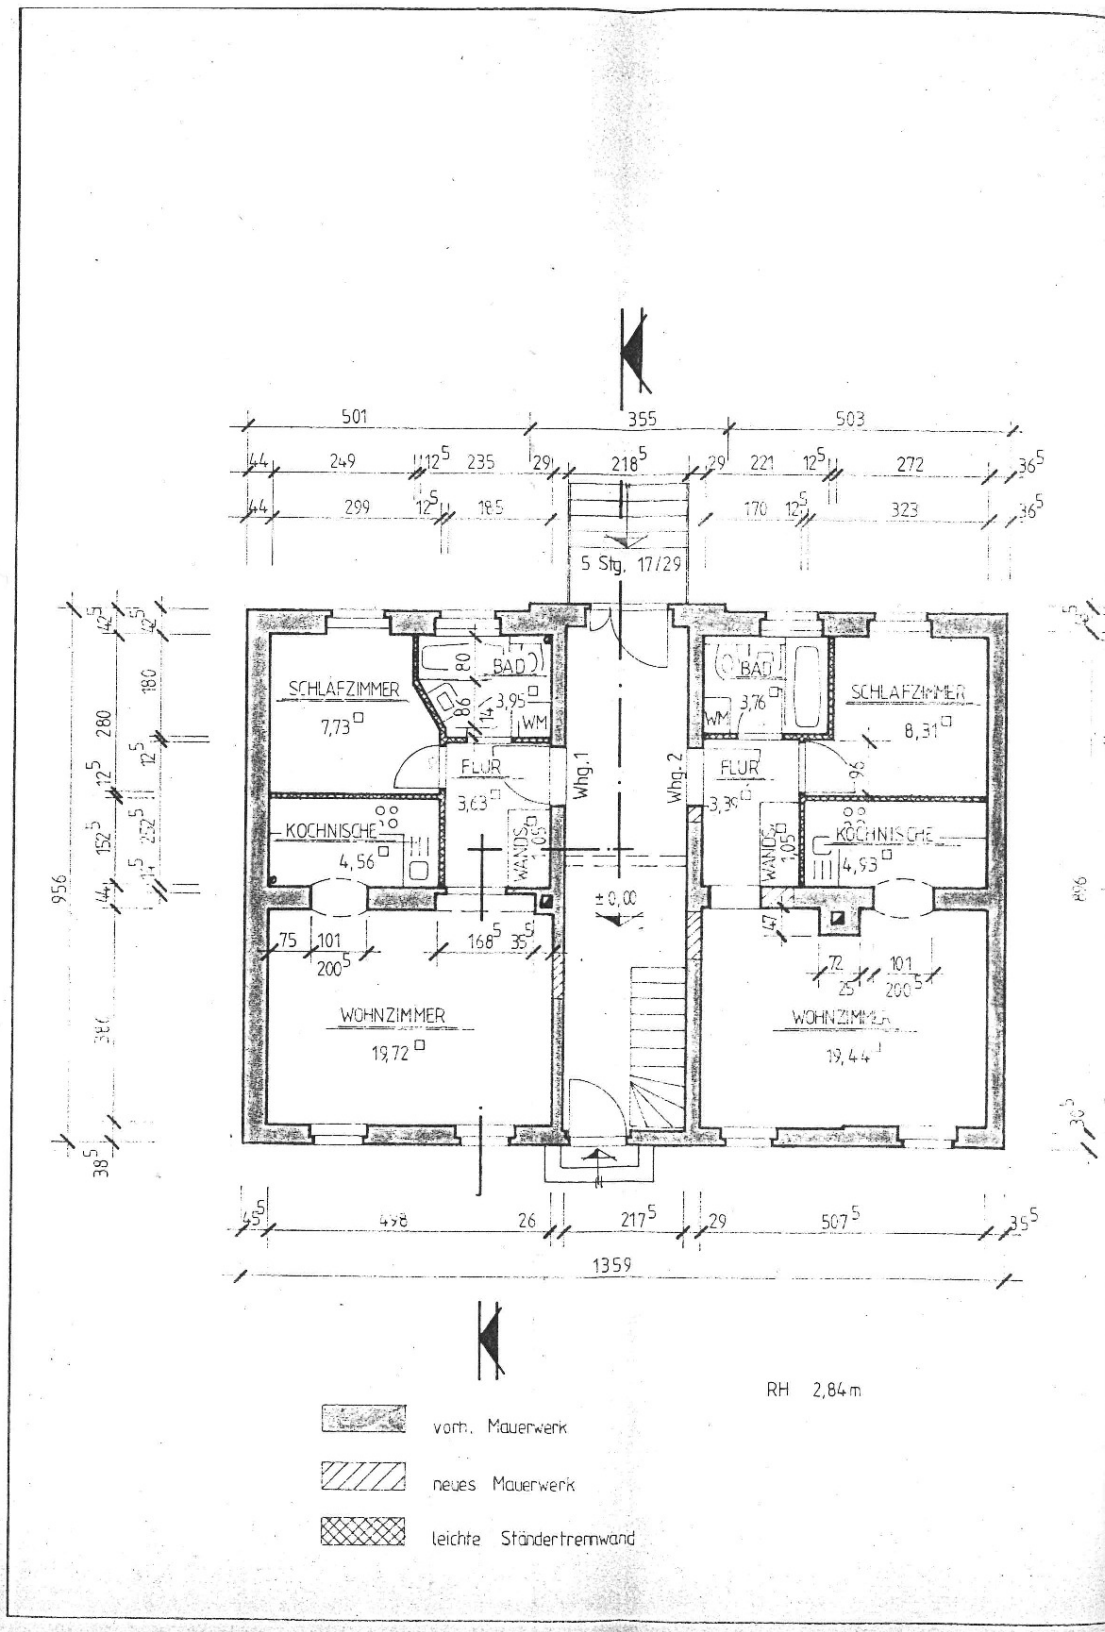 501 355 503
44 249 12⁵ 235 29 218⁵ 29 221 12⁵ 272 36⁵
44 299 12⁵ 185 170 12⁵ 323 36⁵
5 Stg. 17/29
42⁵ 42⁵
180
280
12⁵ 12⁵
152⁵ 252⁵
44
956
38⁵
SCHLAFZIMMER
7,73
80
BAD
86
14
3,95
WM
BAD
3,76
WM
SCHLAFZIMMER
8,31
FLUR
3,63
Whg. 1
Whg. 2
FLUR
3,39
96
KOCHNISCHE
4,56
WANDS.
1,05
WANDS.
1,05
KOCHNISCHE
4,93
± 0,00
75 101
200⁵
168⁵ 35⁵
47
72
25
101
200⁵
WOHNZIMMER
19,72
WOHNZIMMER
19,44
45⁵ 498 26 217⁵ 29 507⁵ 35⁵
1359
RH 2,84m
vorh. Mauerwerk
neues Mauerwerk
leichte Ständertrennwand